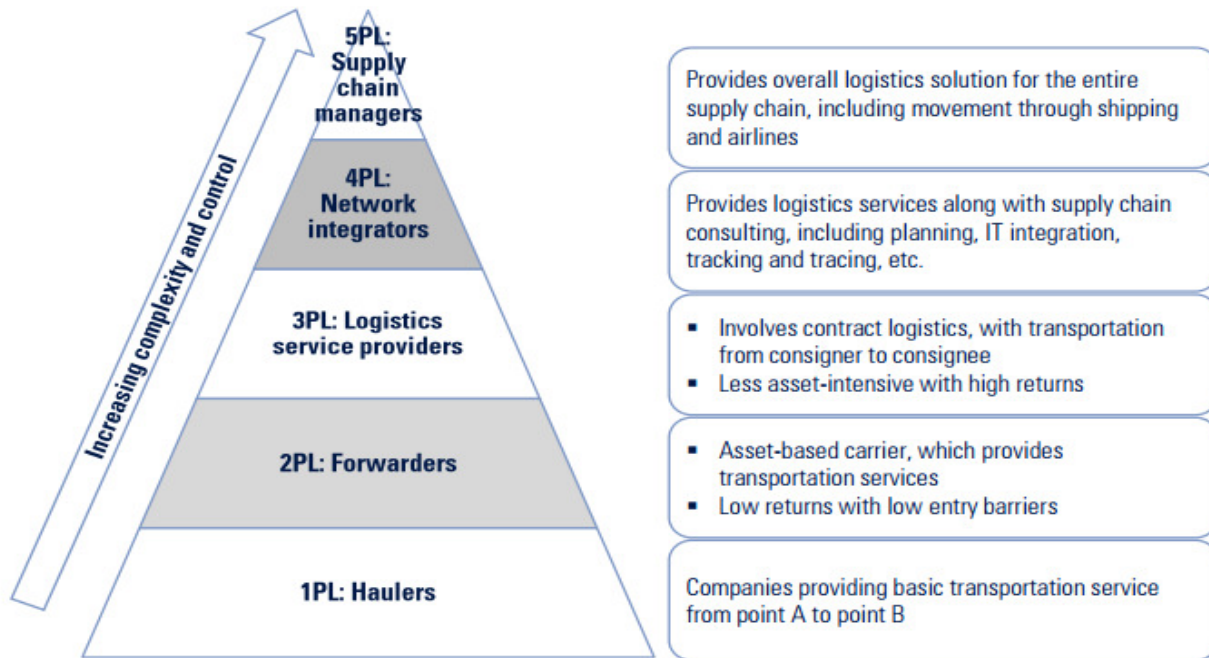 5PL:
Supply
chain
managers
Provides overall logistics solution for the entire
supply chain, including movement through shipping
and airlines
4PL:
Network
integrators
Provides logistics services along with supply chain
consulting, including planning, IT integration,
tracking and tracing, etc.
3PL: Logistics
service providers
▪ Involves contract logistics, with transportation
from consigner to consignee
▪ Less asset-intensive with high returns
2PL: Forwarders
▪ Asset-based carrier, which provides
transportation services
▪ Low returns with low entry barriers
1PL: Haulers
Companies providing basic transportation service
from point A to point B
Increasing complexity and control